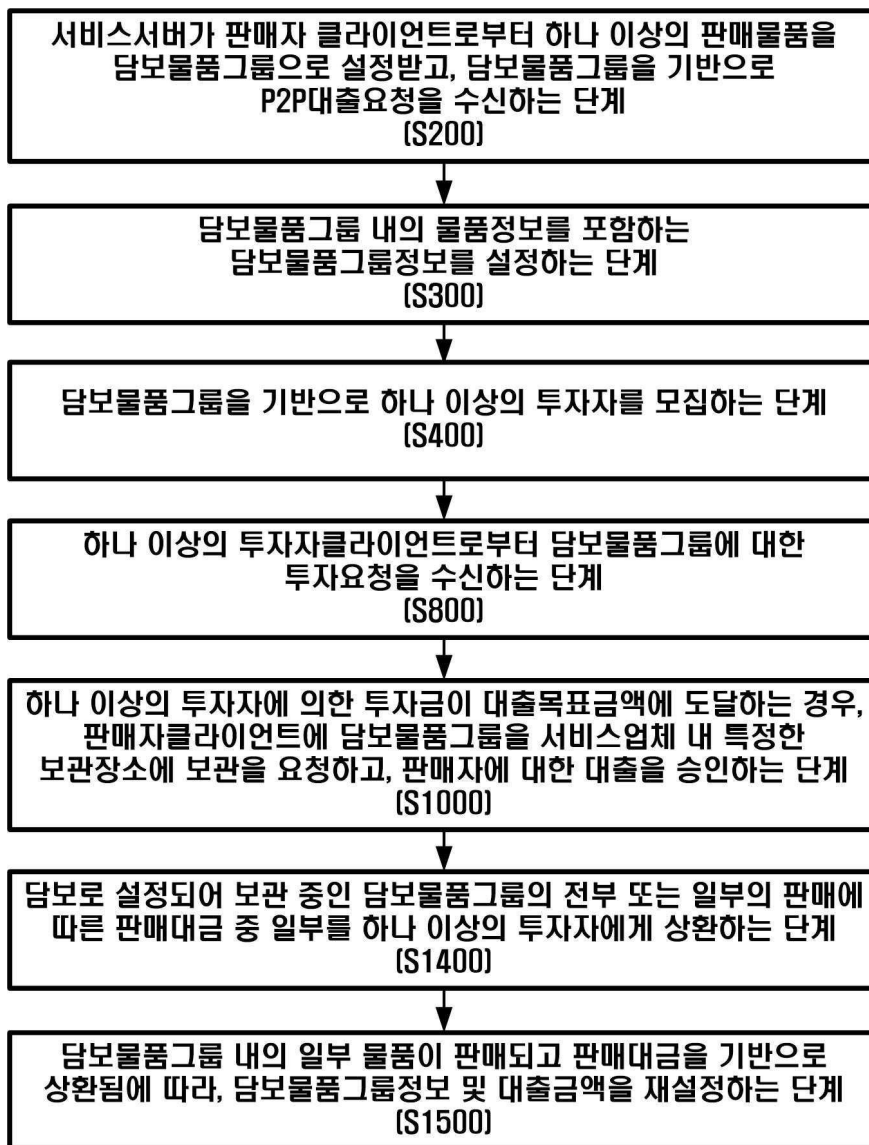 서비스서버가 판매자 클라이언트로부터 하나 이상의 판매물품을
담보물품그룹으로 설정받고, 담보물품그룹을 기반으로
P2P대출요청을 수신하는 단계
(S200)
담보물품그룹 내의 물품정보를 포함하는
담보물품그룹정보를 설정하는 단계
(S300)
담보물품그룹을 기반으로 하나 이상의 투자자를 모집하는 단계
(S400)
하나 이상의 투자자클라이언트로부터 담보물품그룹에 대한
투자요청을 수신하는 단계
(S800)
하나 이상의 투자자에 의한 투자금이 대출목표금액에 도달하는 경우,
판매자클라이언트에 담보물품그룹을 서비스업체 내 특정한
보관장소에 보관을 요청하고, 판매자에 대한 대출을 승인하는 단계
(S1000)
담보로 설정되어 보관 중인 담보물품그룹의 전부 또는 일부의 판매에
따른 판매대금 중 일부를 하나 이상의 투자자에게 상환하는 단계
(S1400)
담보물품그룹 내의 일부 물품이 판매되고 판매대금을 기반으로
상환됨에 따라, 담보물품그룹정보 및 대출금액을 재설정하는 단계
(S1500)